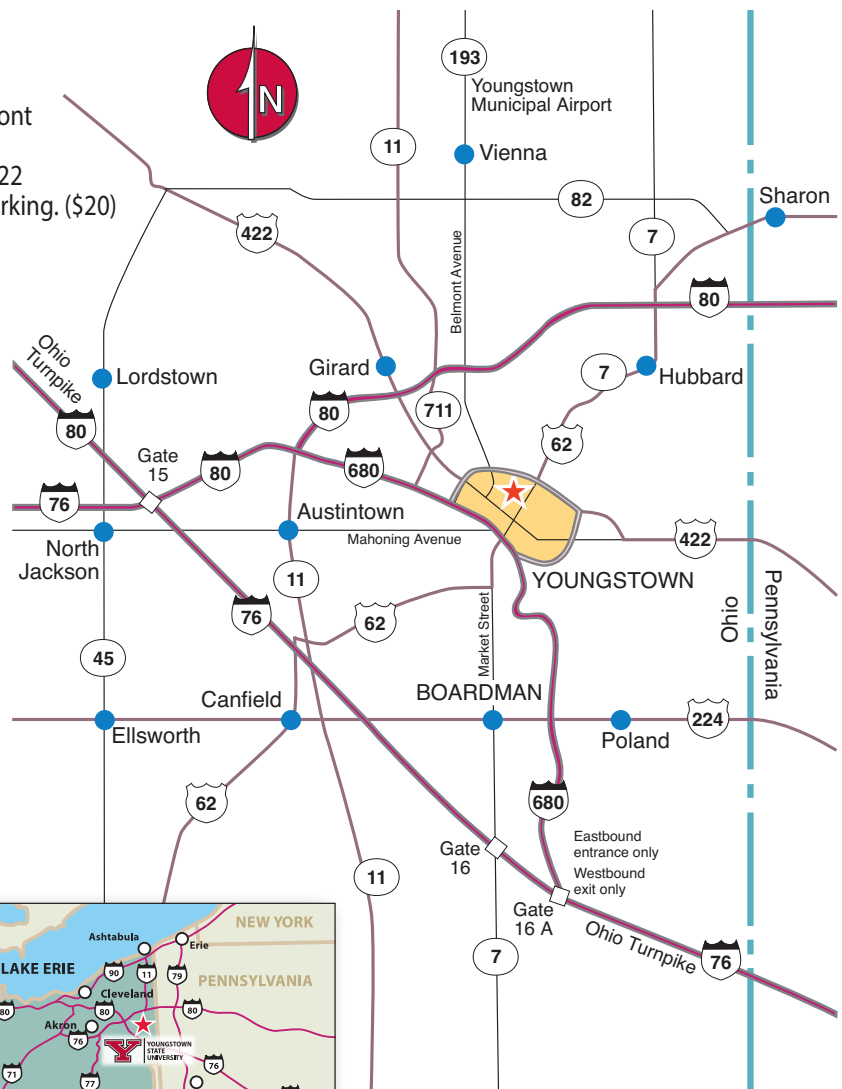 ont
22
rking. ($20)
N
193
Youngstown
Municipal Airport
11
Vienna
82
Sharon
422
7
80
Belmont Avenue
Ohio
Turnpike
Lordstown
Girard
7
Hubbard
80
711
80
62
Gate
15
80
680
76
Austintown
North
Jackson
Mahoning Avenue
422
YOUNGSTOWN
11
76
62
Ohio
Pennsylvania
Market Street
45
Canfield
BOARDMAN
224
Ellsworth
Poland
62
680
Eastbound
entrance only
Westbound
exit only
Gate
16
11
Gate
16 A
Ohio Turnpike
7
76
NEW YORK
Ashtabula
Erie
LAKE ERIE
90
11
79
PENNSYLVANIA
Cleveland
80
80
80
Akron
76
Y
YOUNGSTOWN
STATE
UNIVERSITY
76
71
77